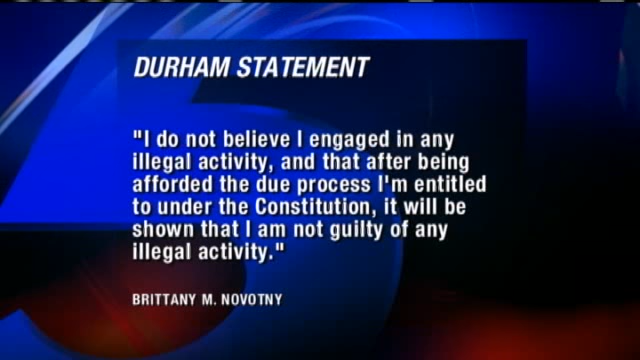 DURHAM STATEMENT
"I do not believe I engaged in any
illegal activity, and that after being
afforded the due process I'm entitled
to under the Constitution, it will be
shown that I am not guilty of any
illegal activity."
BRITTANY M. NOVOTNY